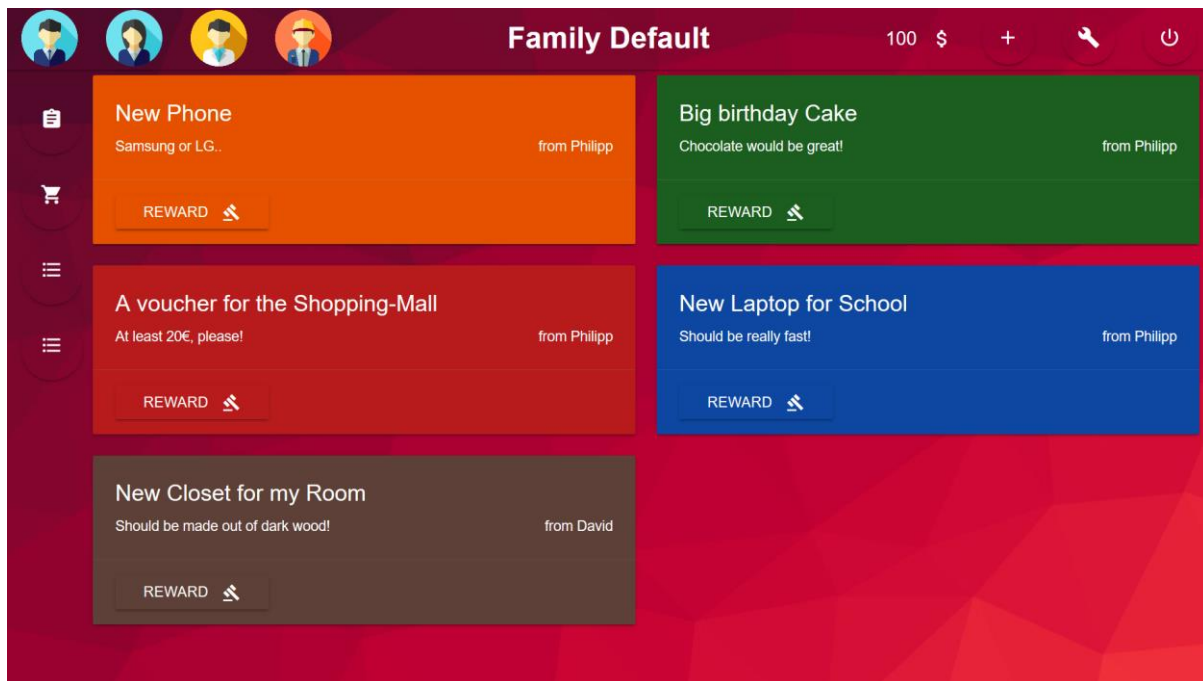 Family Default
100 $
New Phone
Samsung or LG..
from Philipp
REWARD
Big birthday Cake
Chocolate would be great!
from Philipp
REWARD
A voucher for the Shopping-Mall
At least 20€, please!
from Philipp
REWARD
New Laptop for School
Should be really fast!
from Philipp
REWARD
New Closet for my Room
Should be made out of dark wood!
from David
REWARD